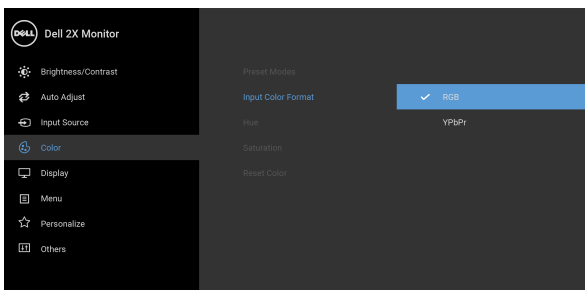 DELL Dell 2X Monitor
Brightness/Contrast
Auto Adjust
Input Source
Color
Display
Menu
Personalize
Others
Preset Modes
Input Color Format
Hue
Saturation
Reset Color
RGB
YPbPr